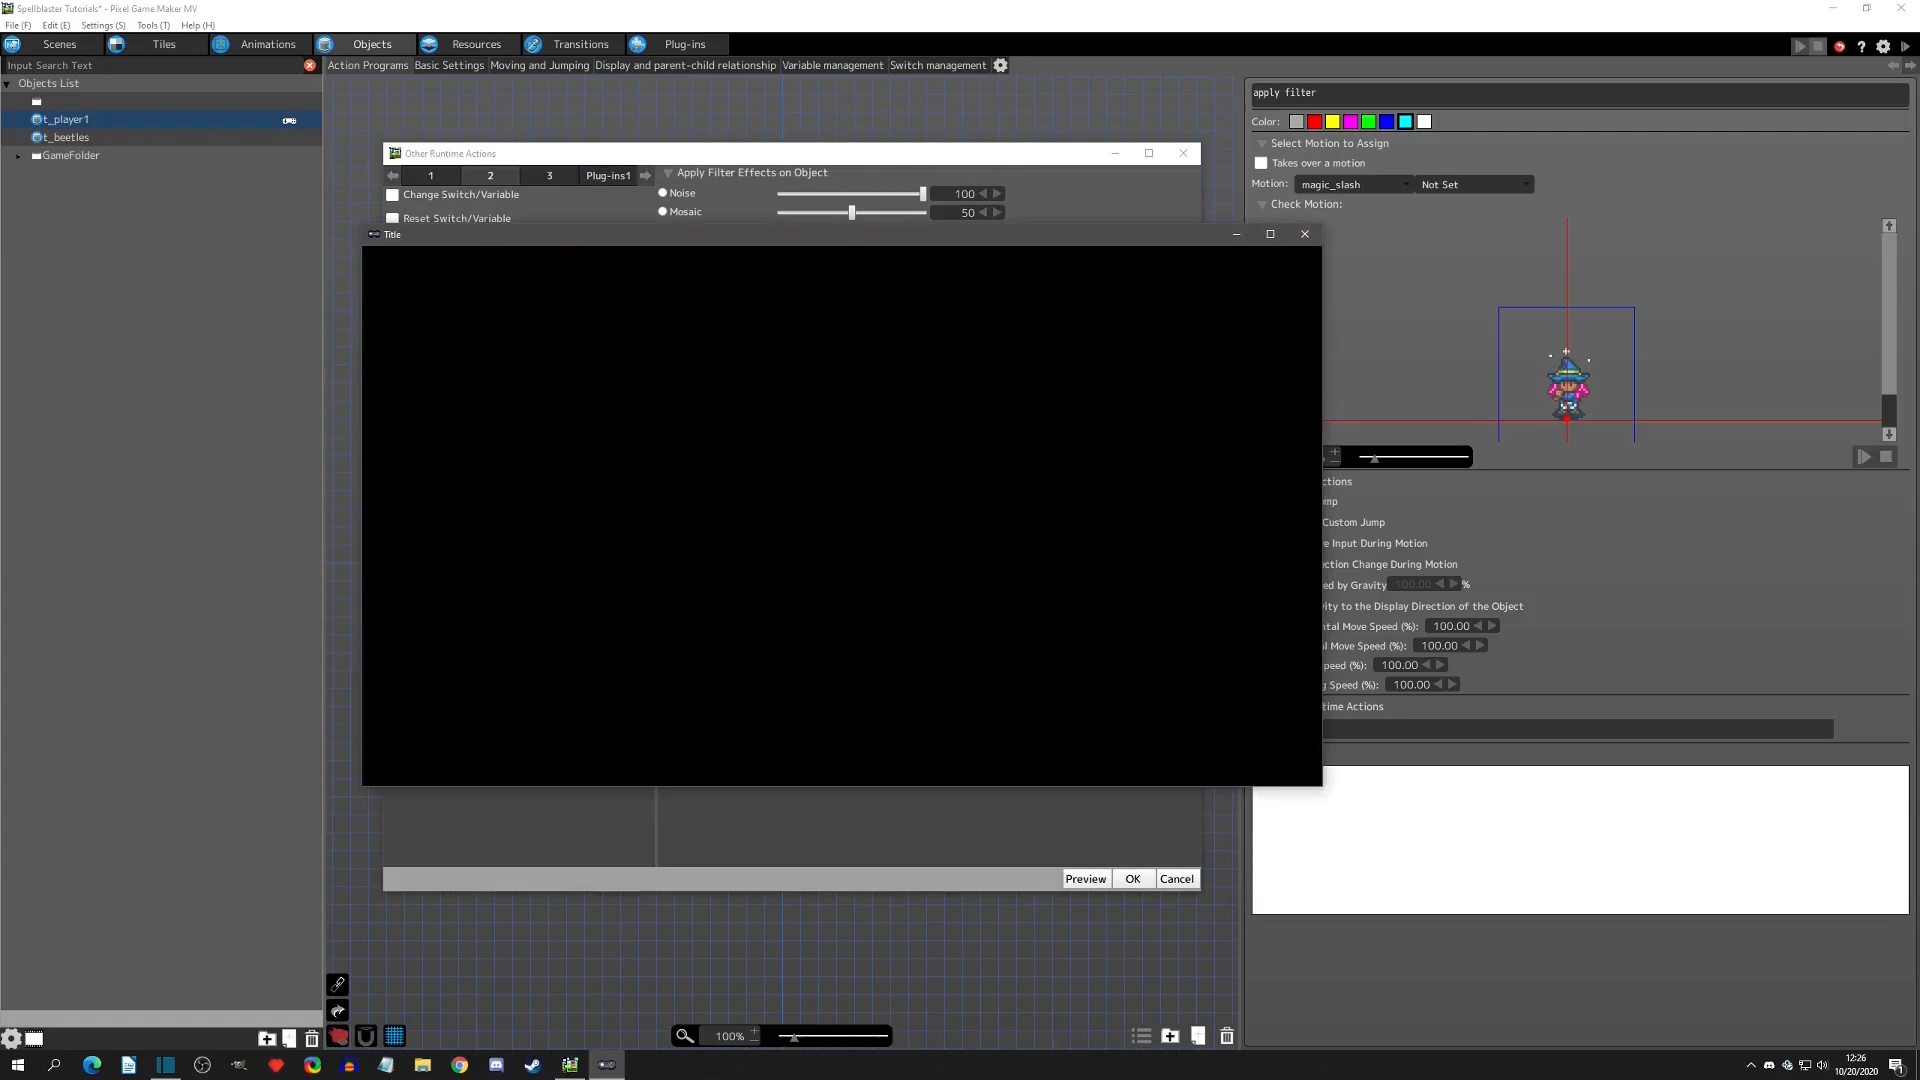 Spellblaster Tutorials* - Pixel Game Maker MV
File (F) Edit (E) Settings (S) Tools (T) Help (H)
Scenes Tiles Animations Objects Resources Transitions Plug-ins
Input Search Text
Action Programs Basic Settings Moving and Jumping Display and parent-child relationship Variable management Switch management
Objects List
t_player1
t_beetles
GameFolder
Other Runtime Actions
1 2 3 Plug-ins1
Apply Filter Effects on Object
Change Switch/Variable
Noise 100
Reset Switch/Variable
Mosaic 50
Title
Preview OK Cancel
100%
apply filter
Color:
Select Motion to Assign
Takes over a motion
Motion: magic_slash Not Set
Check Motion:
ctions
mp
Custom Jump
e Input During Motion
ection Change During Motion
ed by Gravity 100.00 %
ity to the Display Direction of the Object
ntal Move Speed (%): 100.00
l Move Speed (%): 100.00
peed (%): 100.00
g Speed (%): 100.00
time Actions
12:26
10/20/2020